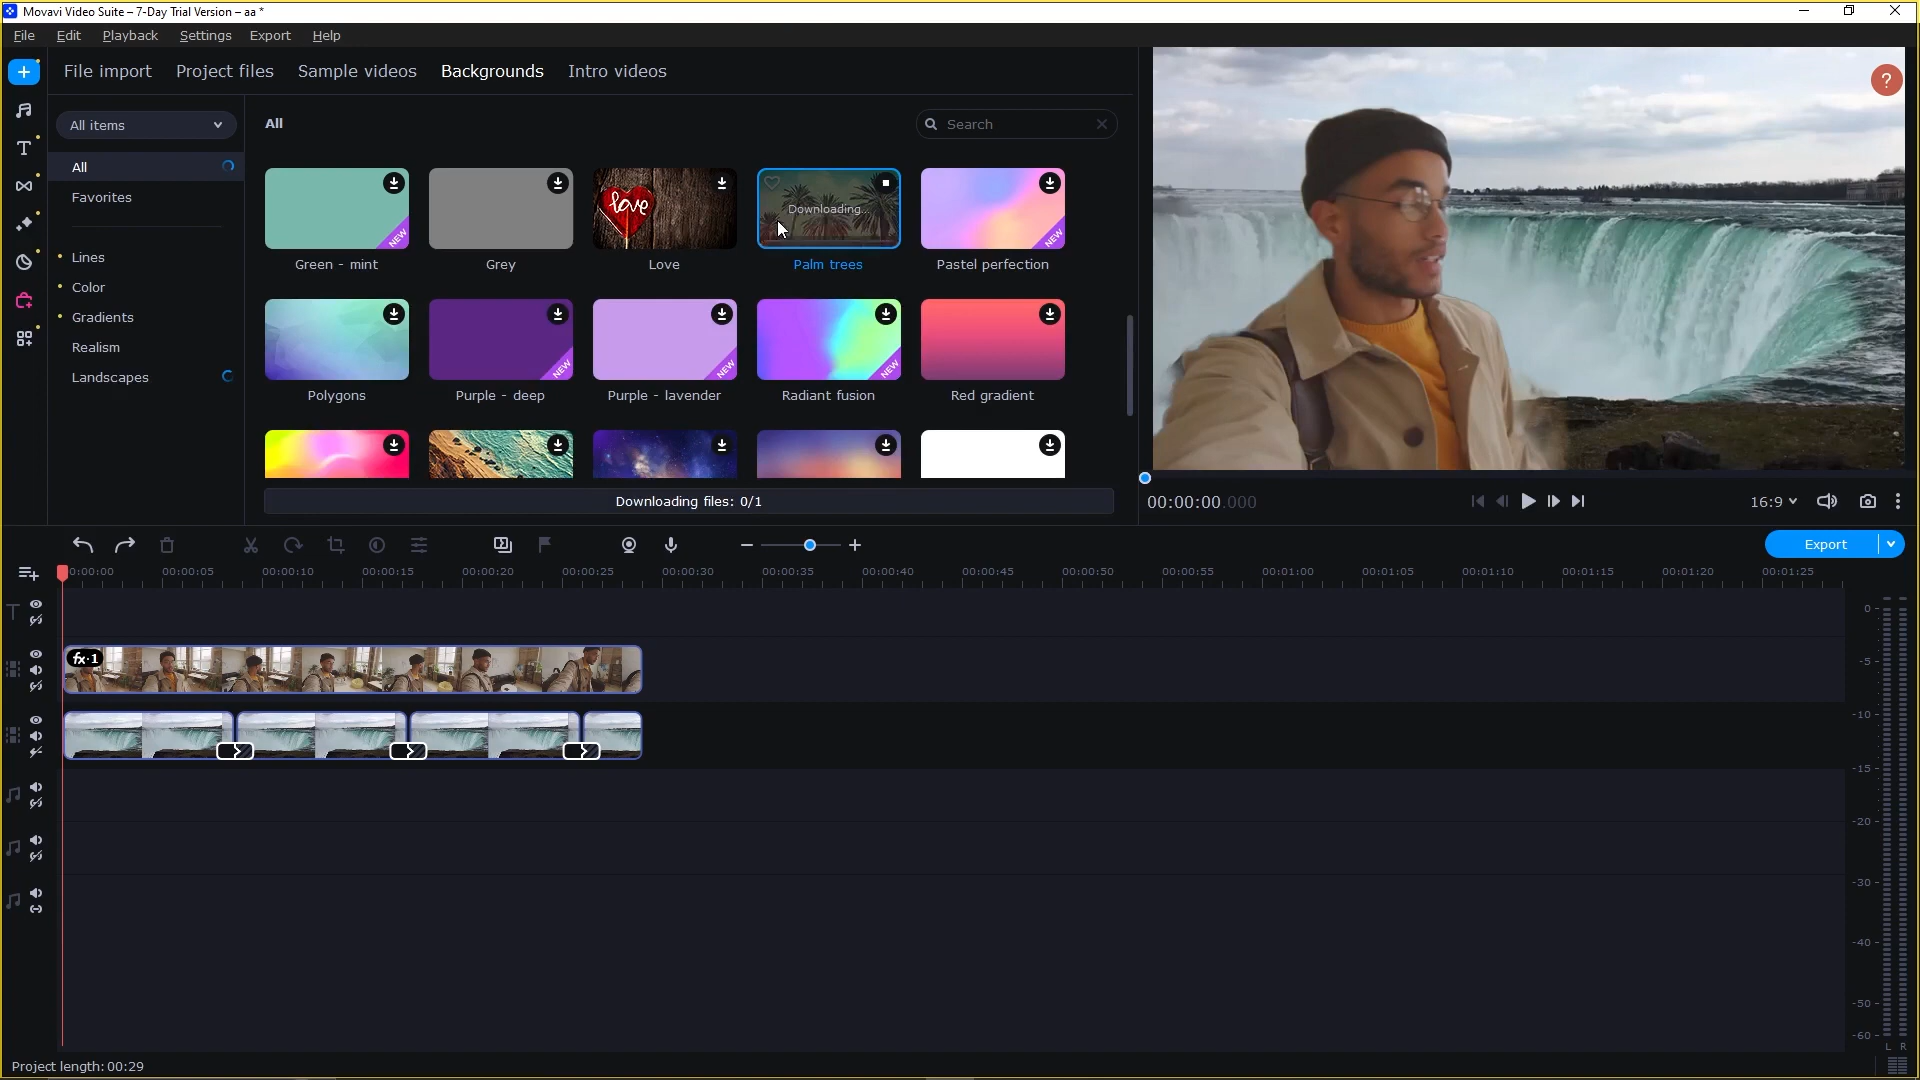 Movavi Video Suite – 7-Day Trial Version – aa *
File Edit Playback Settings Export Help
File import Project files Sample videos Backgrounds Intro videos
All items
All
Favorites
Lines
Color
Gradients
Realism
Landscapes
All
Search
NEW
love
Downloading...
NEW
Green - mint
Grey
Love
Palm trees
Pastel perfection
NEW
NEW
NEW
Polygons
Purple - deep
Purple - lavender
Radiant fusion
Red gradient
Downloading files: 0/1
?
00:00:00.000
16:9
Export
0:00:00 00:00:05 00:00:10 00:00:15 00:00:20 00:00:25 00:00:30 00:00:35 00:00:40 00:00:45 00:00:50 00:00:55 00:01:00 00:01:05 00:01:10 00:01:15 00:01:20 00:01:25
fx·1
0
-5
-10
-15
-20
-30
-40
-50
-60
L R
Project length: 00:29